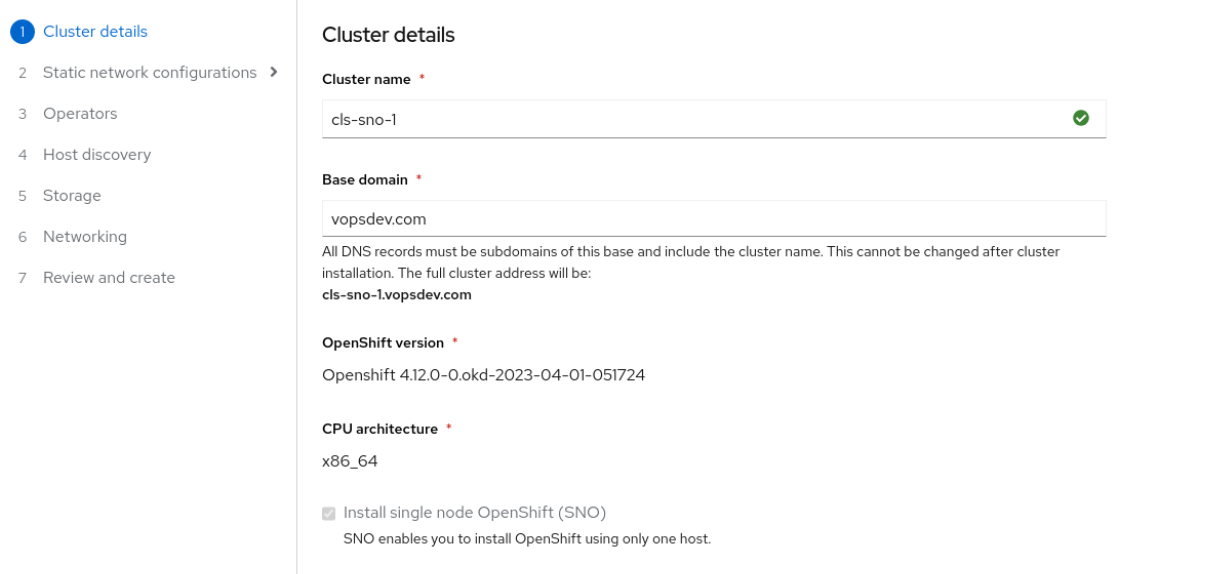 1 Cluster details
2 Static network configurations
3 Operators
4 Host discovery
5 Storage
6 Networking
7 Review and create
Cluster details
Cluster name *
cls-sno-1
Base domain *
vopsdev.com
All DNS records must be subdomains of this base and include the cluster name. This cannot be changed after cluster
installation. The full cluster address will be:
cls-sno-1.vopsdev.com
OpenShift version *
Openshift 4.12.0-0.okd-2023-04-01-051724
CPU architecture *
x86_64
Install single node OpenShift (SNO)
SNO enables you to install OpenShift using only one host.